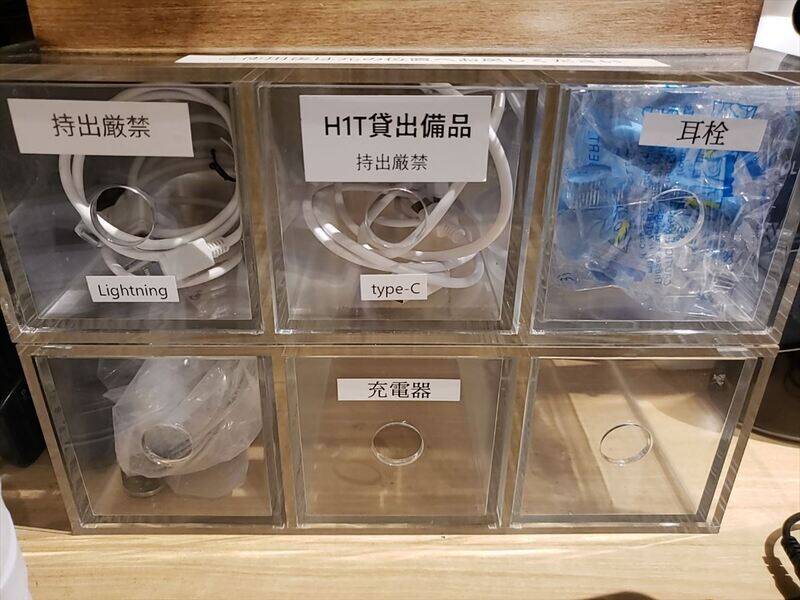 持出厳禁
H1T貸出備品
持出厳禁
耳栓
Lightning
type-C
充電器